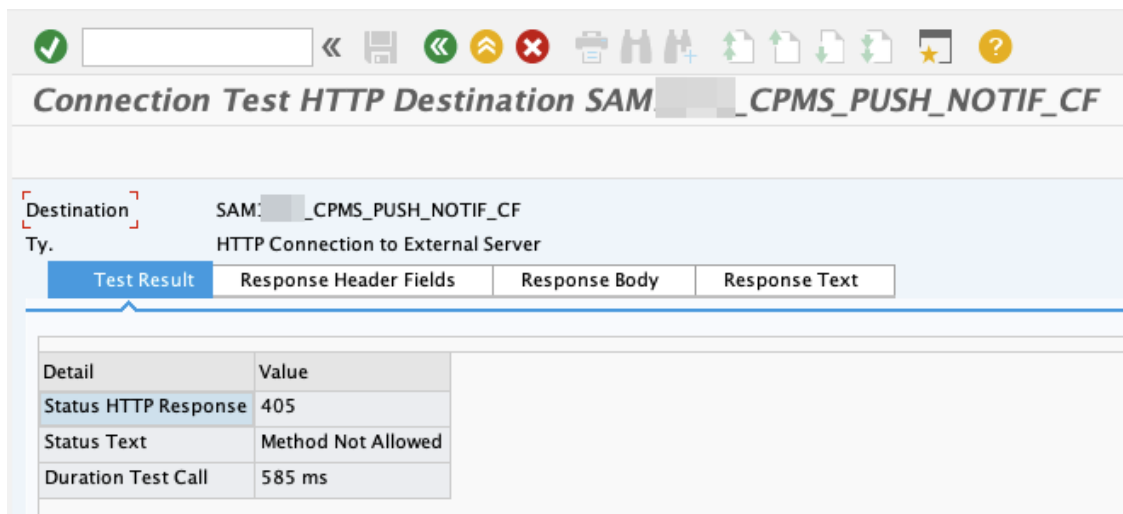 Connection Test HTTP Destination SAM _CPMS_PUSH_NOTIF_CF
Destination SAM _CPMS_PUSH_NOTIF_CF
Ty. HTTP Connection to External Server
Test Result Response Header Fields Response Body Response Text
Detail Value
Status HTTP Response 405
Status Text Method Not Allowed
Duration Test Call 585 ms